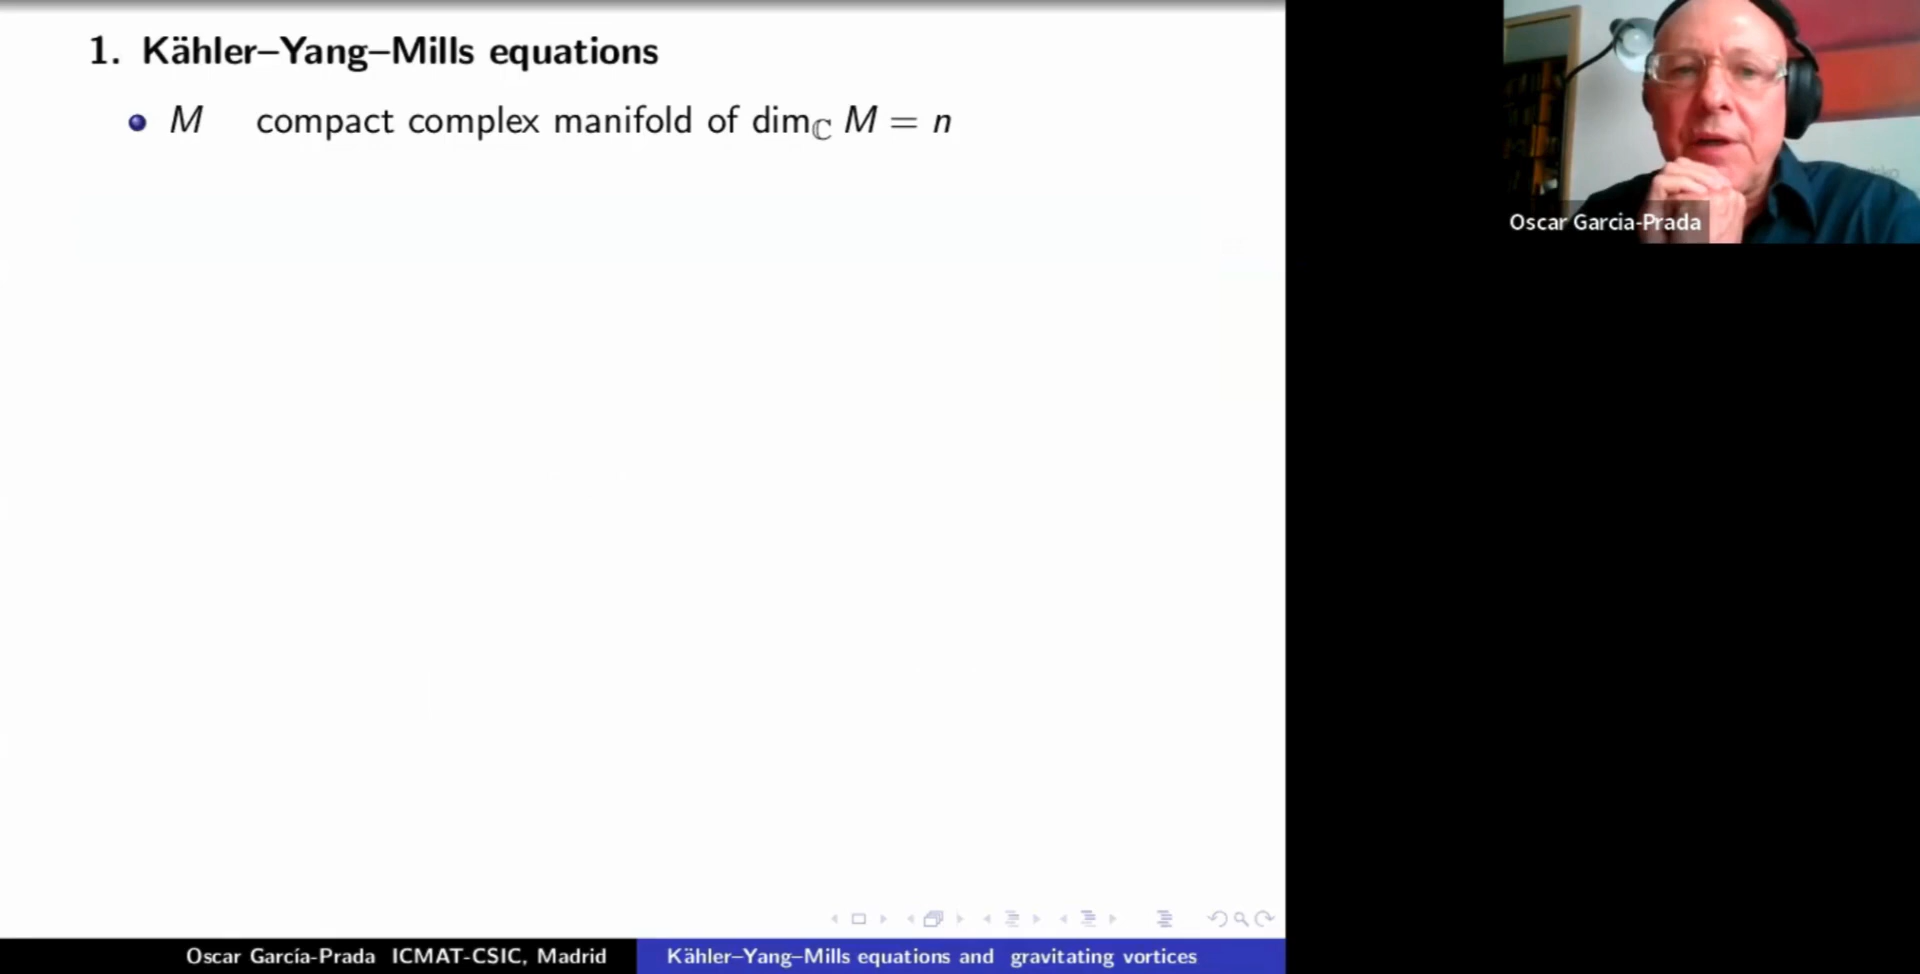 1. Kähler–Yang–Mills equations
M compact complex manifold of dim_ℂ M = n
Oscar Garcia-Prada
Oscar García-Prada ICMAT-CSIC, Madrid
Kähler–Yang–Mills equations and gravitating vortices